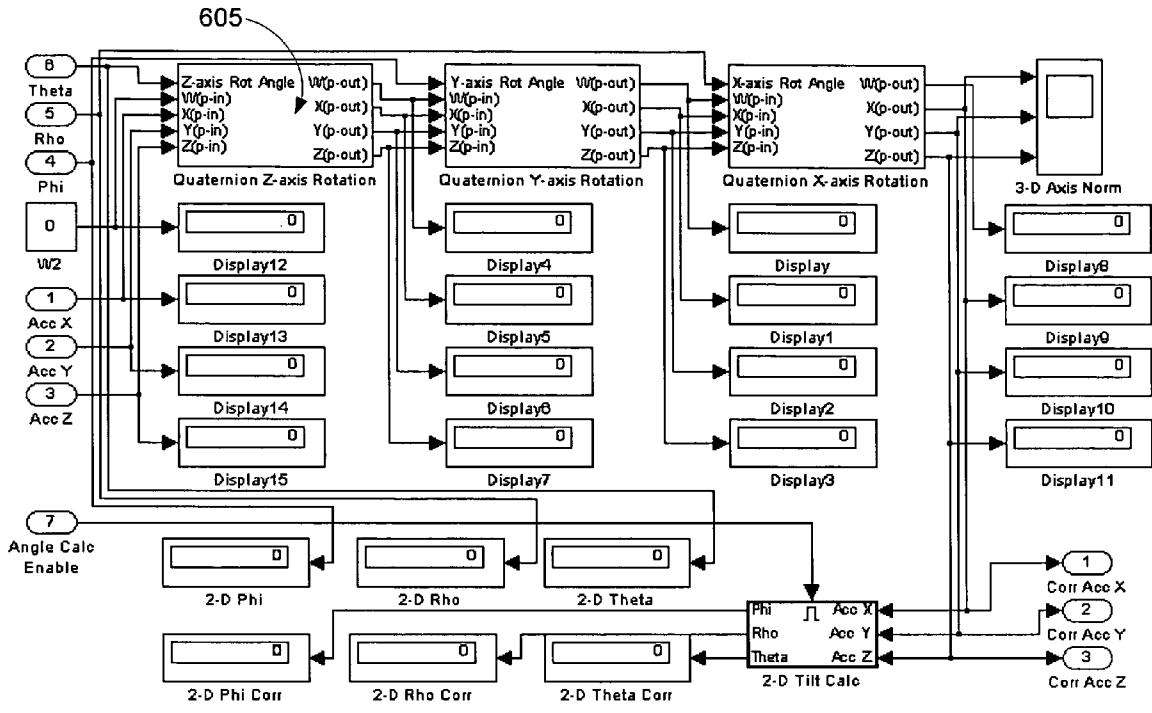 605
6
Theta
5
Rho
4
Phi
0
W2
1
Acc X
2
Acc Y
3
Acc Z
7
Angle Calc
Enable
Z-axis Rot Angle
W(p-in)
X(p-in)
Y(p-in)
Z(p-in)
W(p-out)
X(p-out)
Y(p-out)
Z(p-out)
Quaternion Z-axis Rotation
Y-axis Rot Angle
W(p-in)
X(p-in)
Y(p-in)
Z(p-in)
W(p-out)
X(p-out)
Y(p-out)
Z(p-out)
Quaternion Y-axis Rotation
X-axis Rot Angle
W(p-in)
X(p-in)
Y(p-in)
Z(p-in)
W(p-out)
X(p-out)
Y(p-out)
Z(p-out)
Quaternion X-axis Rotation
3-D Axis Norm
0
Display12
0
Display4
0
Display
0
Display8
0
Display13
0
Display5
0
Display1
0
Display9
0
Display14
0
Display6
0
Display2
0
Display10
0
Display15
0
Display7
0
Display3
0
Display11
0
2-D Phi
0
2-D Rho
0
2-D Theta
0
2-D Phi Corr
0
2-D Rho Corr
0
2-D Theta Corr
Phi
Rho
Theta
Acc X
Acc Y
Acc Z
2-D Tilt Calc
1
Corr Acc X
2
Corr Acc Y
3
Corr Acc Z